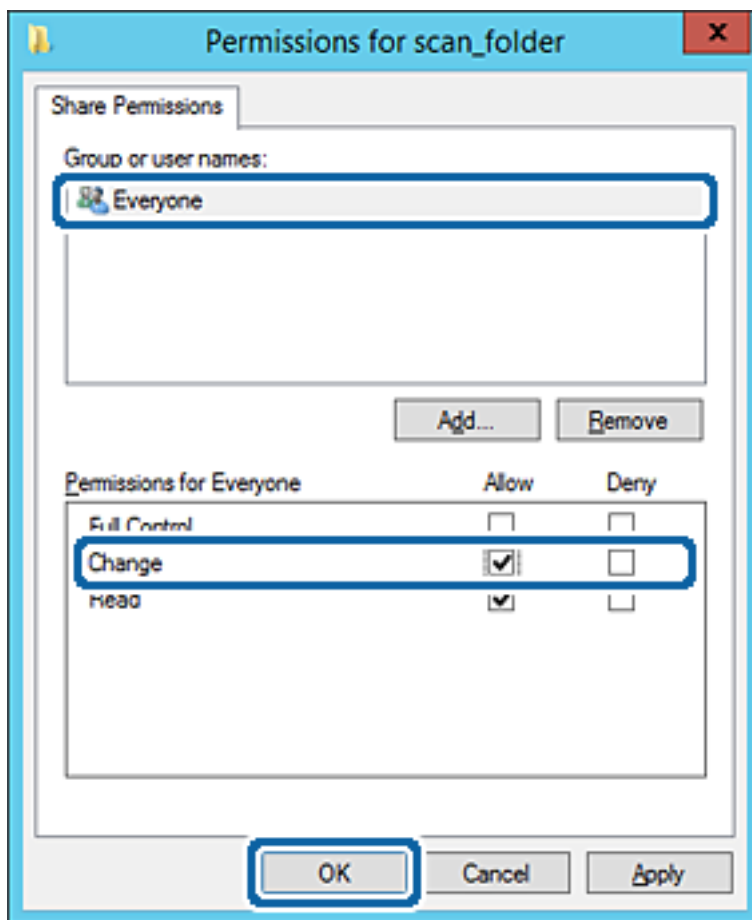 Permissions for scan_folder
Share Permissions
Group or user names:
Everyone
Add... Remove
Permissions for Everyone Allow Deny
Full Control
Change
Read
OK Cancel Apply